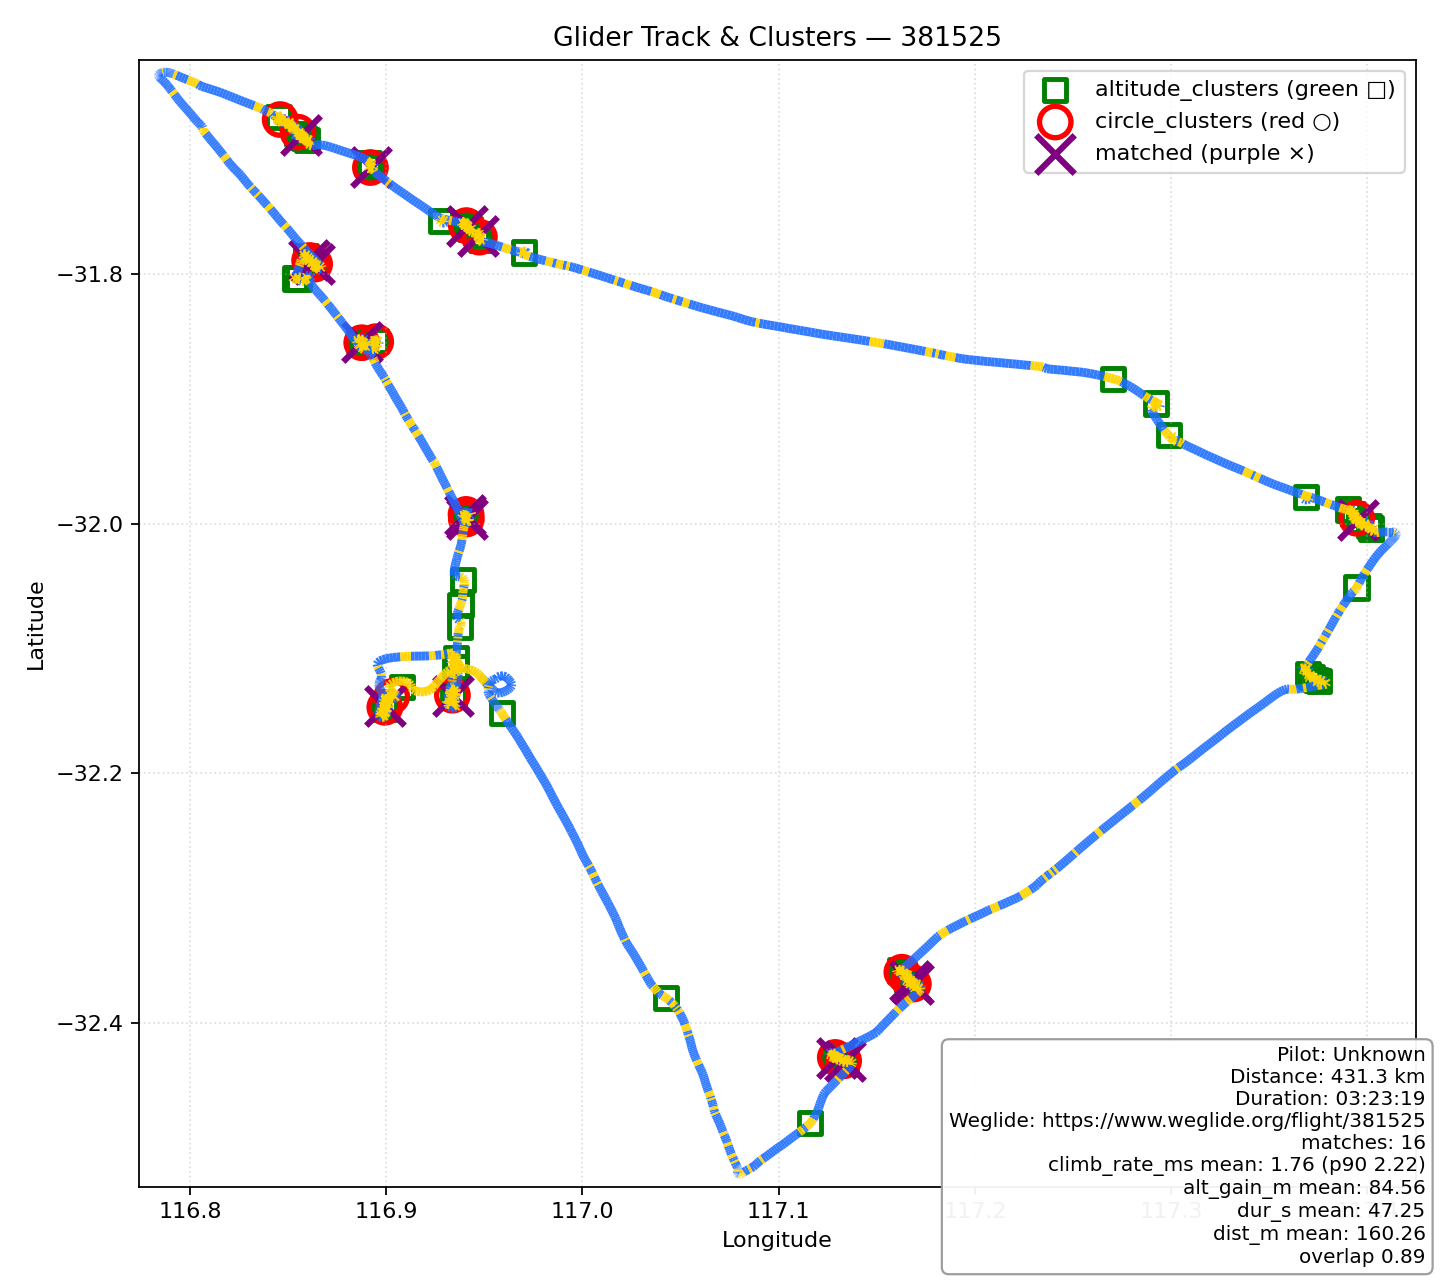 Glider Track & Clusters — 381525
altitude_clusters (green □)
circle_clusters (red ○)
matched (purple ×)
Latitude
−31.8
−32.0
−32.2
−32.4
116.8 116.9 117.0 117.1 117.2 117.3
Longitude
Pilot: Unknown
Distance: 431.3 km
Duration: 03:23:19
Weglide: https://www.weglide.org/flight/381525
matches: 16
climb_rate_ms mean: 1.76 (p90 2.22)
alt_gain_m mean: 84.56
dur_s mean: 47.25
dist_m mean: 160.26
overlap 0.89